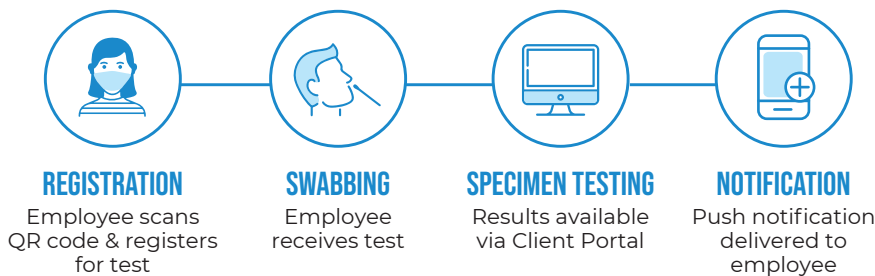 REGISTRATION
Employee scans
QR code & registers
for test
SWABBING
Employee
receives test
SPECIMEN TESTING
Results available
via Client Portal
NOTIFICATION
Push notification
delivered to
employee